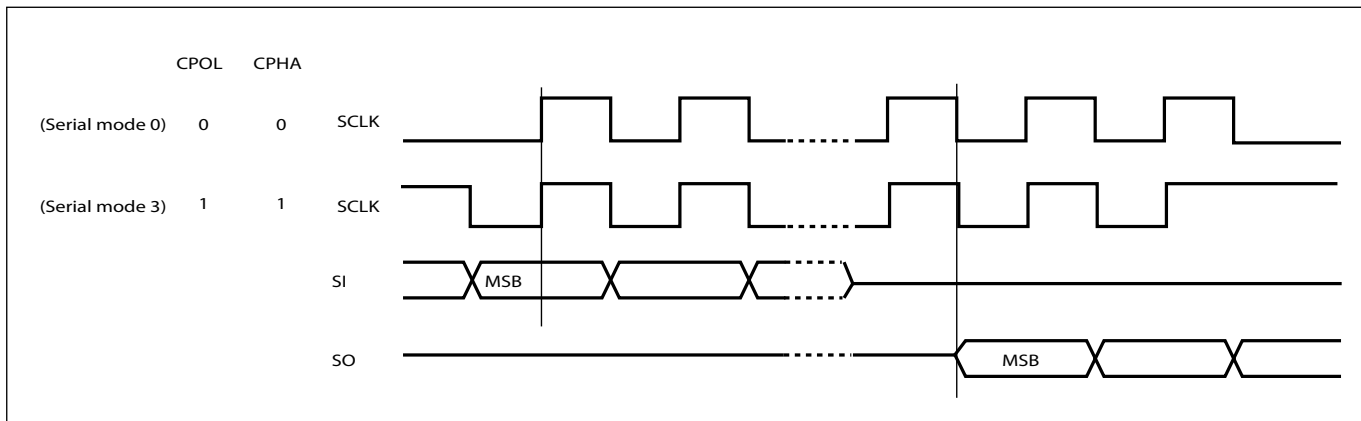 CPOL CPHA
(Serial mode 0) 0 0 SCLK
(Serial mode 3) 1 1 SCLK
SI MSB
SO MSB